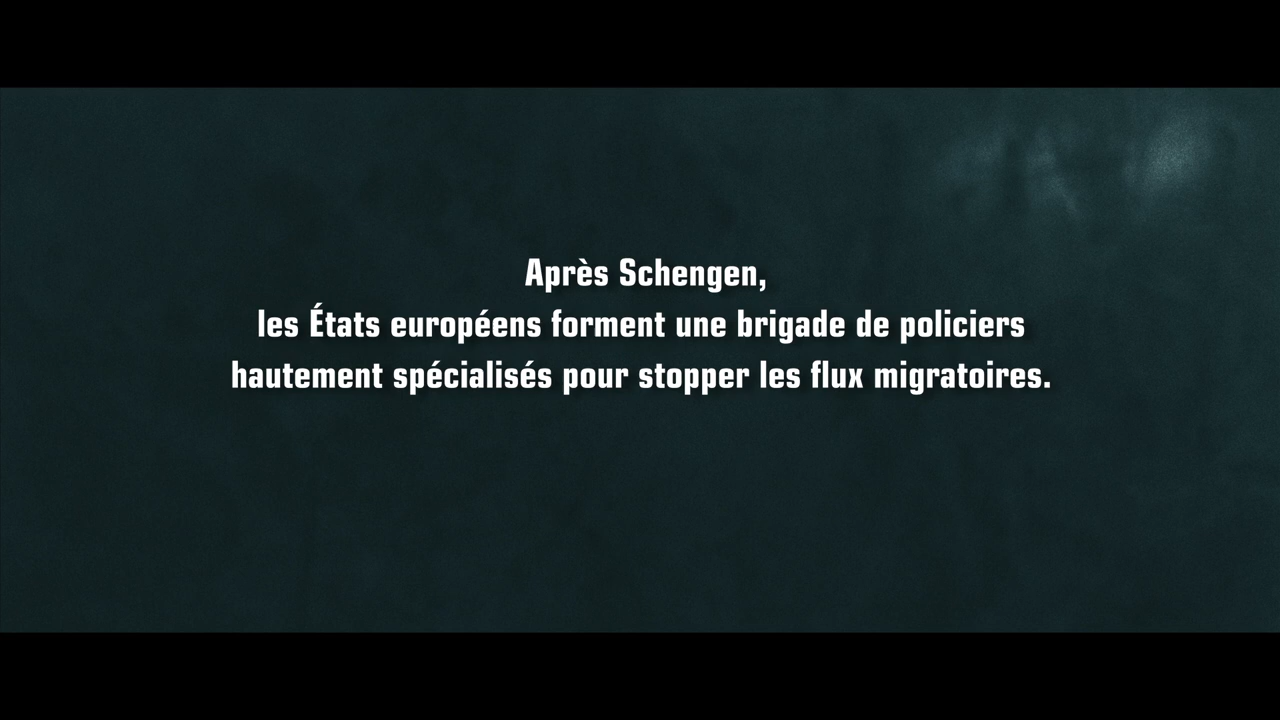 Après Schengen,
les États européens forment une brigade de policiers
hautement spécialisés pour stopper les flux migratoires.